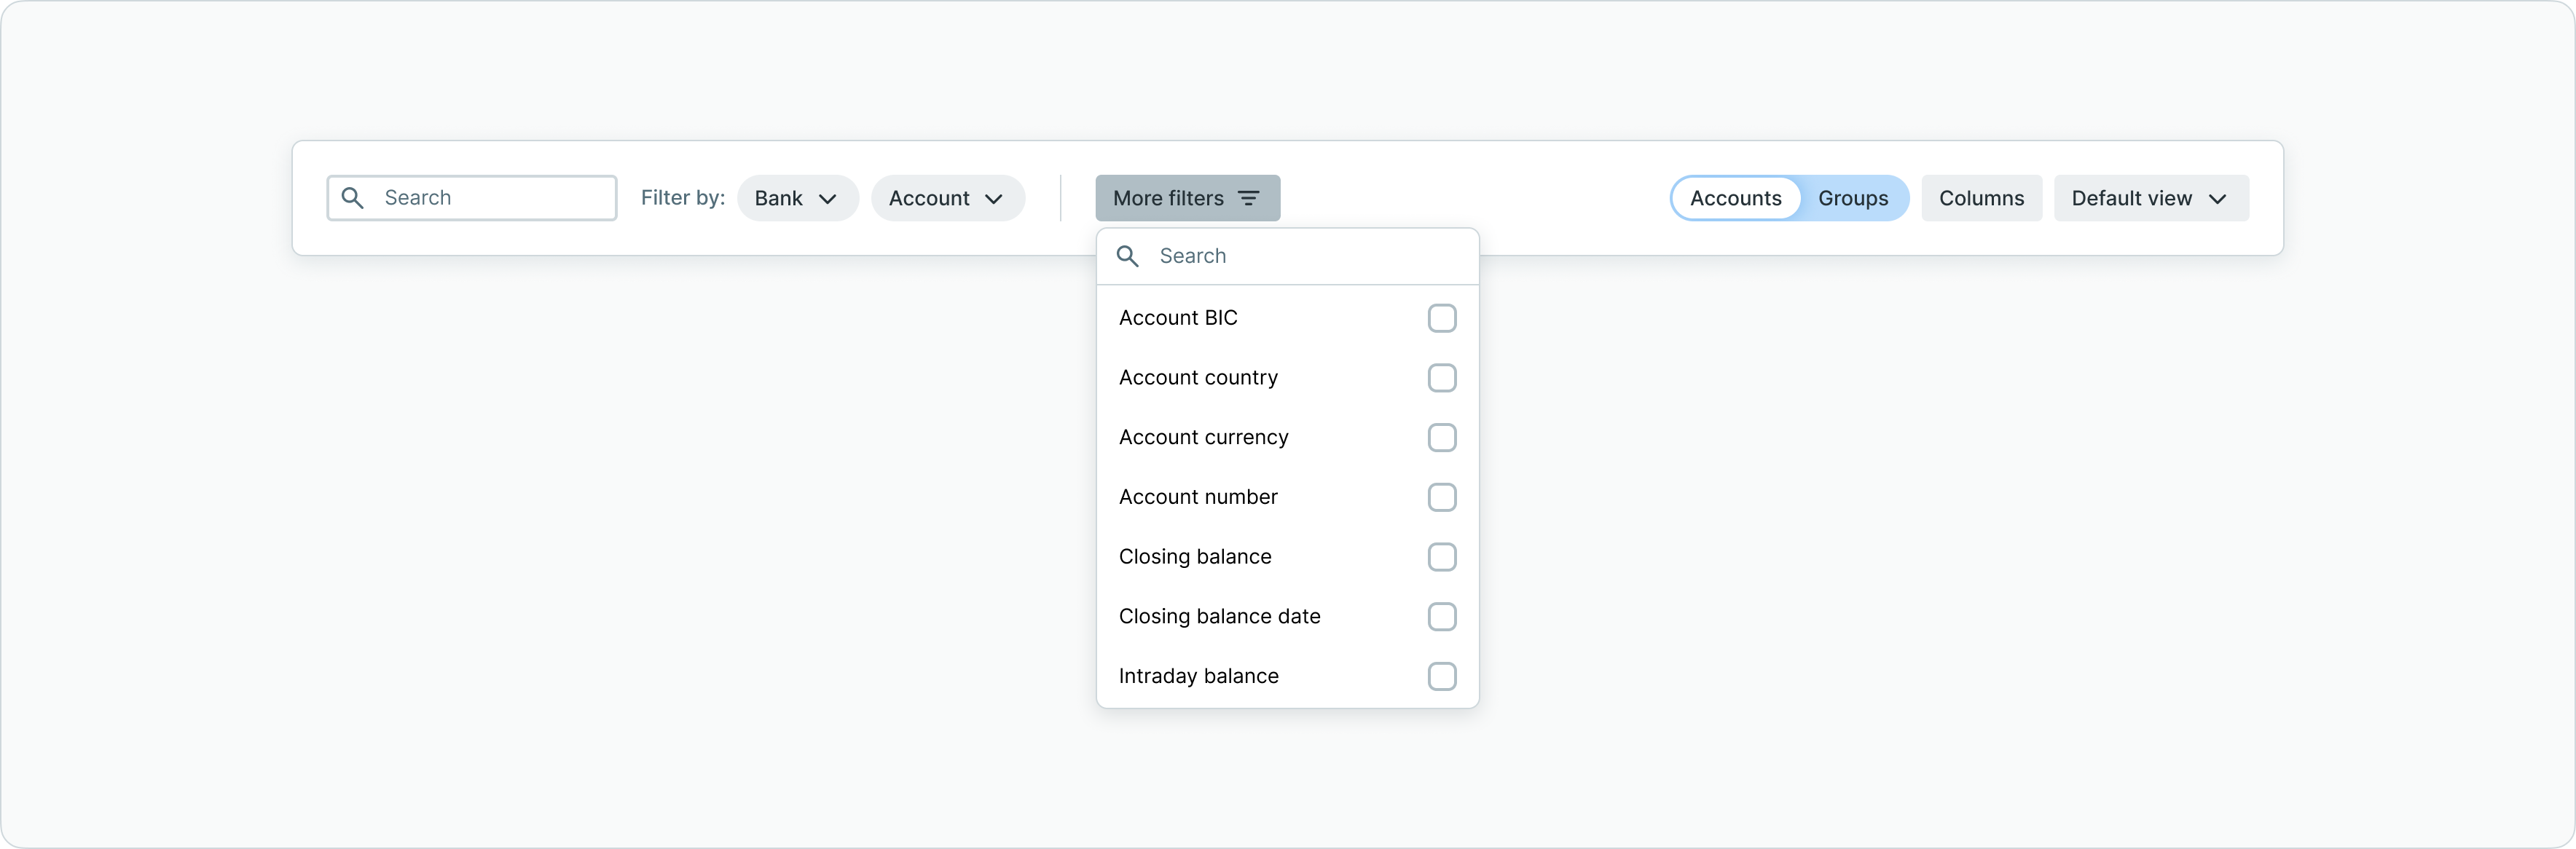 Search
Filter by:
Bank
Account
More filters
Accounts
Groups
Columns
Default view
Search
Account BIC
Account country
Account currency
Account number
Closing balance
Closing balance date
Intraday balance